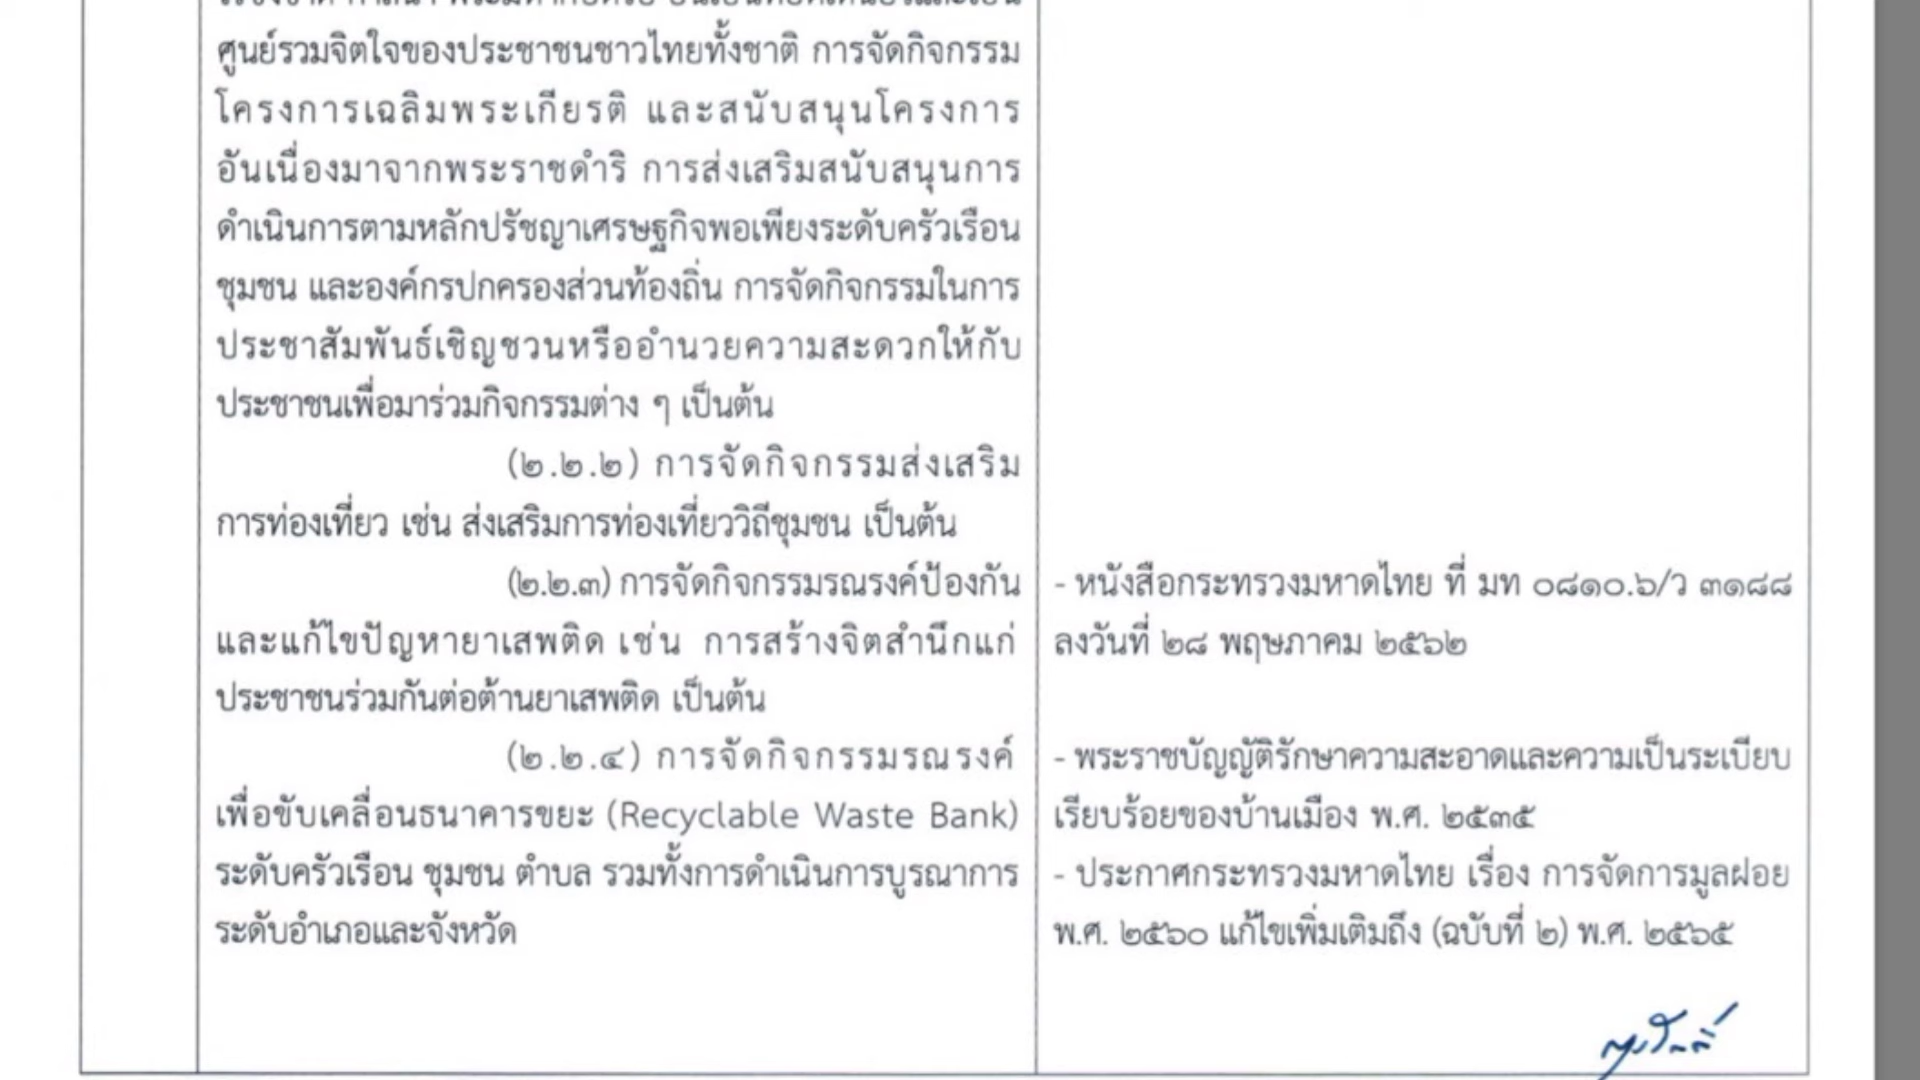 ศูนย์รวมจิตใจของประชาชนชาวไทยทั้งชาติ การจัดกิจกรรม
โครงการเฉลิมพระเกียรติ และสนับสนุนโครงการ
อันเนื่องมาจากพระราชดำริ การส่งเสริมสนับสนุนการ
ดำเนินการตามหลักปรัชญาเศรษฐกิจพอเพียงระดับครัวเรือน
ชุมชน และองค์กรปกครองส่วนท้องถิ่น การจัดกิจกรรมในการ
ประชาสัมพันธ์เชิญชวนหรืออำนวยความสะดวกให้กับ
ประชาชนเพื่อมาร่วมกิจกรรมต่าง ๆ เป็นต้น
(๒.๒.๒) การจัดกิจกรรมส่งเสริม
การท่องเที่ยว เช่น ส่งเสริมการท่องเที่ยววิถีชุมชน เป็นต้น
(๒.๒.๓) การจัดกิจกรรมรณรงค์ป้องกัน
และแก้ไขปัญหายาเสพติด เช่น การสร้างจิตสำนึกแก่
ประชาชนร่วมกันต่อต้านยาเสพติด เป็นต้น
(๒.๒.๔) การจัดกิจกรรมรณรงค์
เพื่อขับเคลื่อนธนาคารขยะ (Recyclable Waste Bank)
ระดับครัวเรือน ชุมชน ตำบล รวมทั้งการดำเนินการบูรณาการ
ระดับอำเภอและจังหวัด
- หนังสือกระทรวงมหาดไทย ที่ มท ๐๘๑๐.๖/ว ๓๑๘๘
ลงวันที่ ๒๘ พฤษภาคม ๒๕๖๒
- พระราชบัญญัติรักษาความสะอาดและความเป็นระเบียบ
เรียบร้อยของบ้านเมือง พ.ศ. ๒๕๓๕
- ประกาศกระทรวงมหาดไทย เรื่อง การจัดการมูลฝอย
พ.ศ. ๒๕๖๐ แก้ไขเพิ่มเติมถึง (ฉบับที่ ๒) พ.ศ. ๒๕๖๕